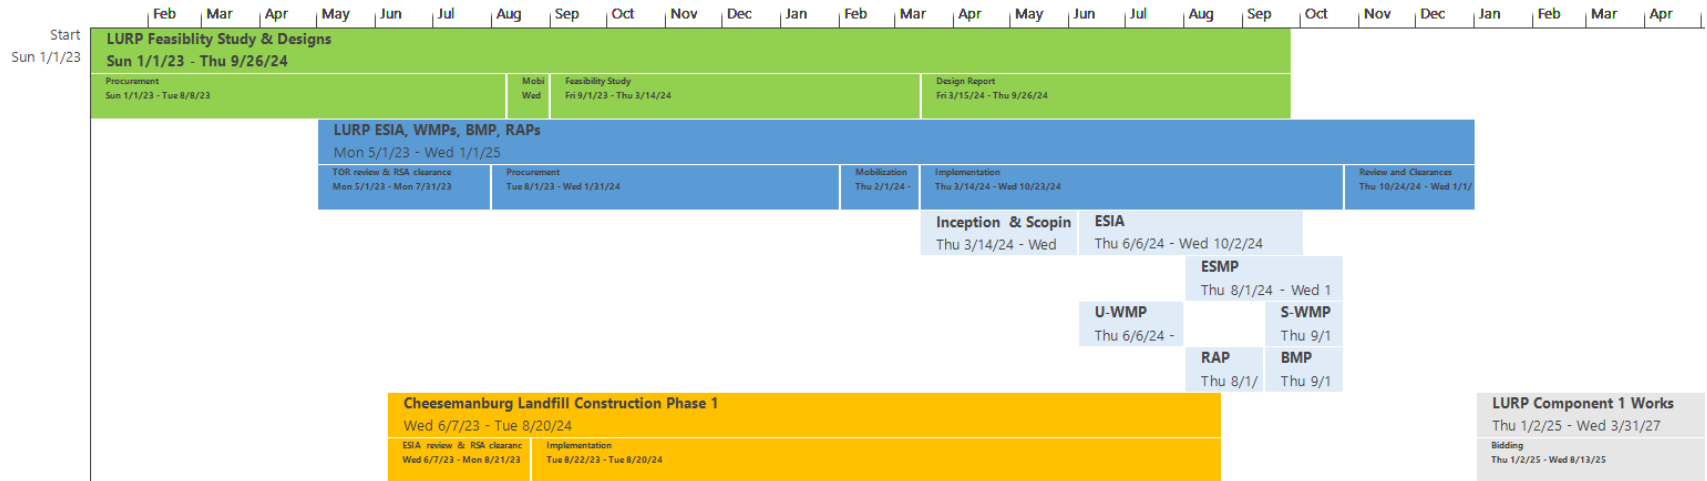 Feb Mar Apr May Jun Jul Aug Sep Oct Nov Dec Jan Feb Mar Apr May Jun Jul Aug Sep Oct Nov Dec Jan Feb Mar Apr
Start
Sun 1/1/23
LURP Feasiblity Study & Designs
Sun 1/1/23 - Thu 9/26/24
Procurement Mobi Feasibility Study Design Report
Sun 1/1/23 - Tue 8/8/23 Wed Fri 9/1/23 - Thu 3/14/24 Fri 3/15/24 - Thu 9/26/24
LURP ESIA, WMPs, BMP, RAPs
Mon 5/1/23 - Wed 1/1/25
TOR review & RSA clearance Procurement Mobilization Implementation Review and Clearances
Mon 5/1/23 - Mon 7/31/23 Tue 8/1/23 - Wed 1/31/24 Thu 2/1/24 - Thu 3/14/24 - Wed 10/23/24 Thu 10/24/24 - Wed 1/1/
Inception & Scopin ESIA
Thu 3/14/24 - Wed Thu 6/6/24 - Wed 10/2/24
ESMP
Thu 8/1/24 - Wed 1
U-WMP S-WMP
Thu 6/6/24 - Thu 9/1
RAP BMP
Thu 8/1/ Thu 9/1
Cheesemanburg Landfill Construction Phase 1 LURP Component 1 Works
Wed 6/7/23 - Tue 8/20/24 Thu 1/2/25 - Wed 3/31/27
ESIA review & RSA clearanc Implementation Bidding
Wed 6/7/23 - Mon 8/21/23 Tue 8/22/23 - Tue 8/20/24 Thu 1/2/25 - Wed 8/13/25